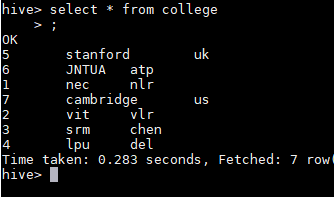 hive> select * from college
    > ;
OK
5       stanford        uk
6       JNTUA   atp
1       nec     nlr
7       cambridge       us
2       vit     vlr
3       srm     chen
4       lpu     del
Time taken: 0.283 seconds, Fetched: 7 row(
hive>